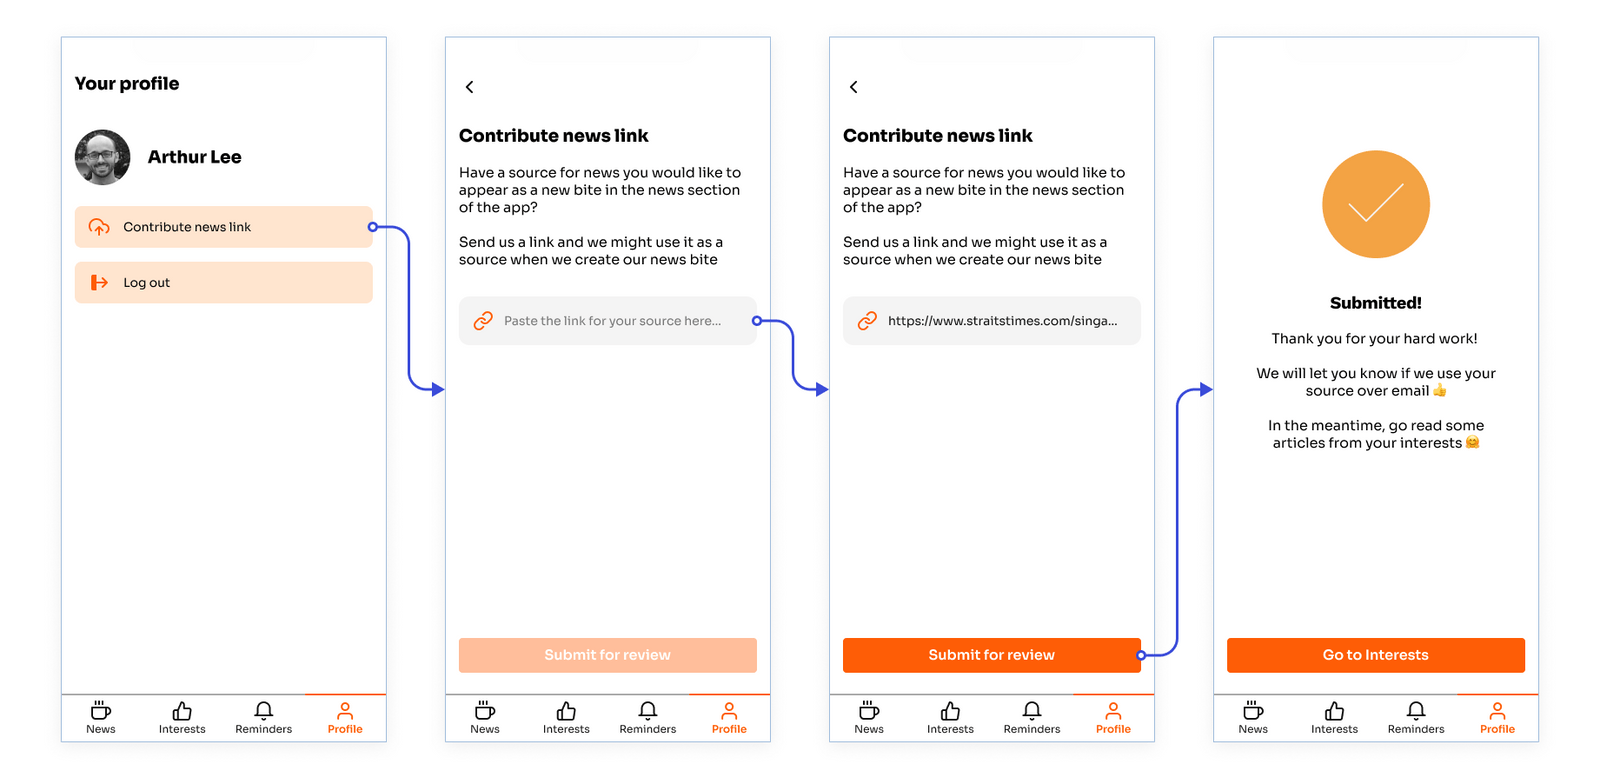 Your profile
Arthur Lee
Contribute news link
Log out
News
Interests
Reminders
Profile
Contribute news link
Have a source for news you would like to
appear as a new bite in the news section
of the app?
Send us a link and we might use it as a
source when we create our news bite
Paste the link for your source here...
Submit for review
News
Interests
Reminders
Profile
Contribute news link
Have a source for news you would like to
appear as a new bite in the news section
of the app?
Send us a link and we might use it as a
source when we create our news bite
https://www.straitstimes.com/singa...
Submit for review
News
Interests
Reminders
Profile
Submitted!
Thank you for your hard work!
We will let you know if we use your
source over email 👍
In the meantime, go read some
articles from your interests 🤗
Go to Interests
News
Interests
Reminders
Profile